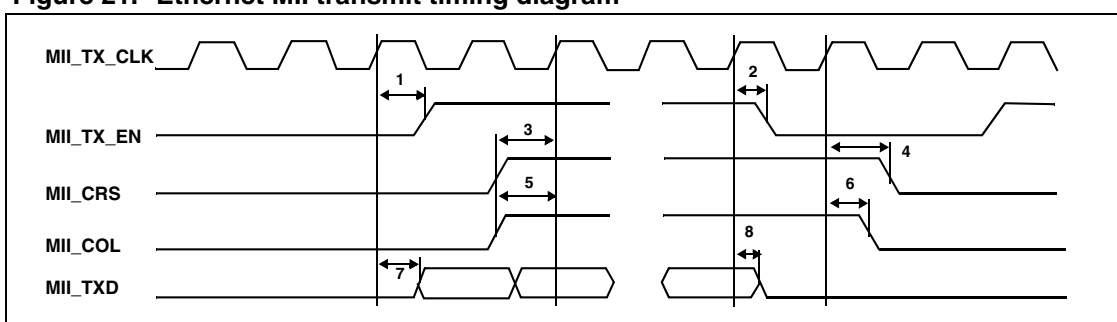 Figure 21. Ethernet MII transmit timing diagram
MII_TX_CLK
1
2
MII_TX_EN
3
4
MII_CRS
5
6
MII_COL
8
7
MII_TXD